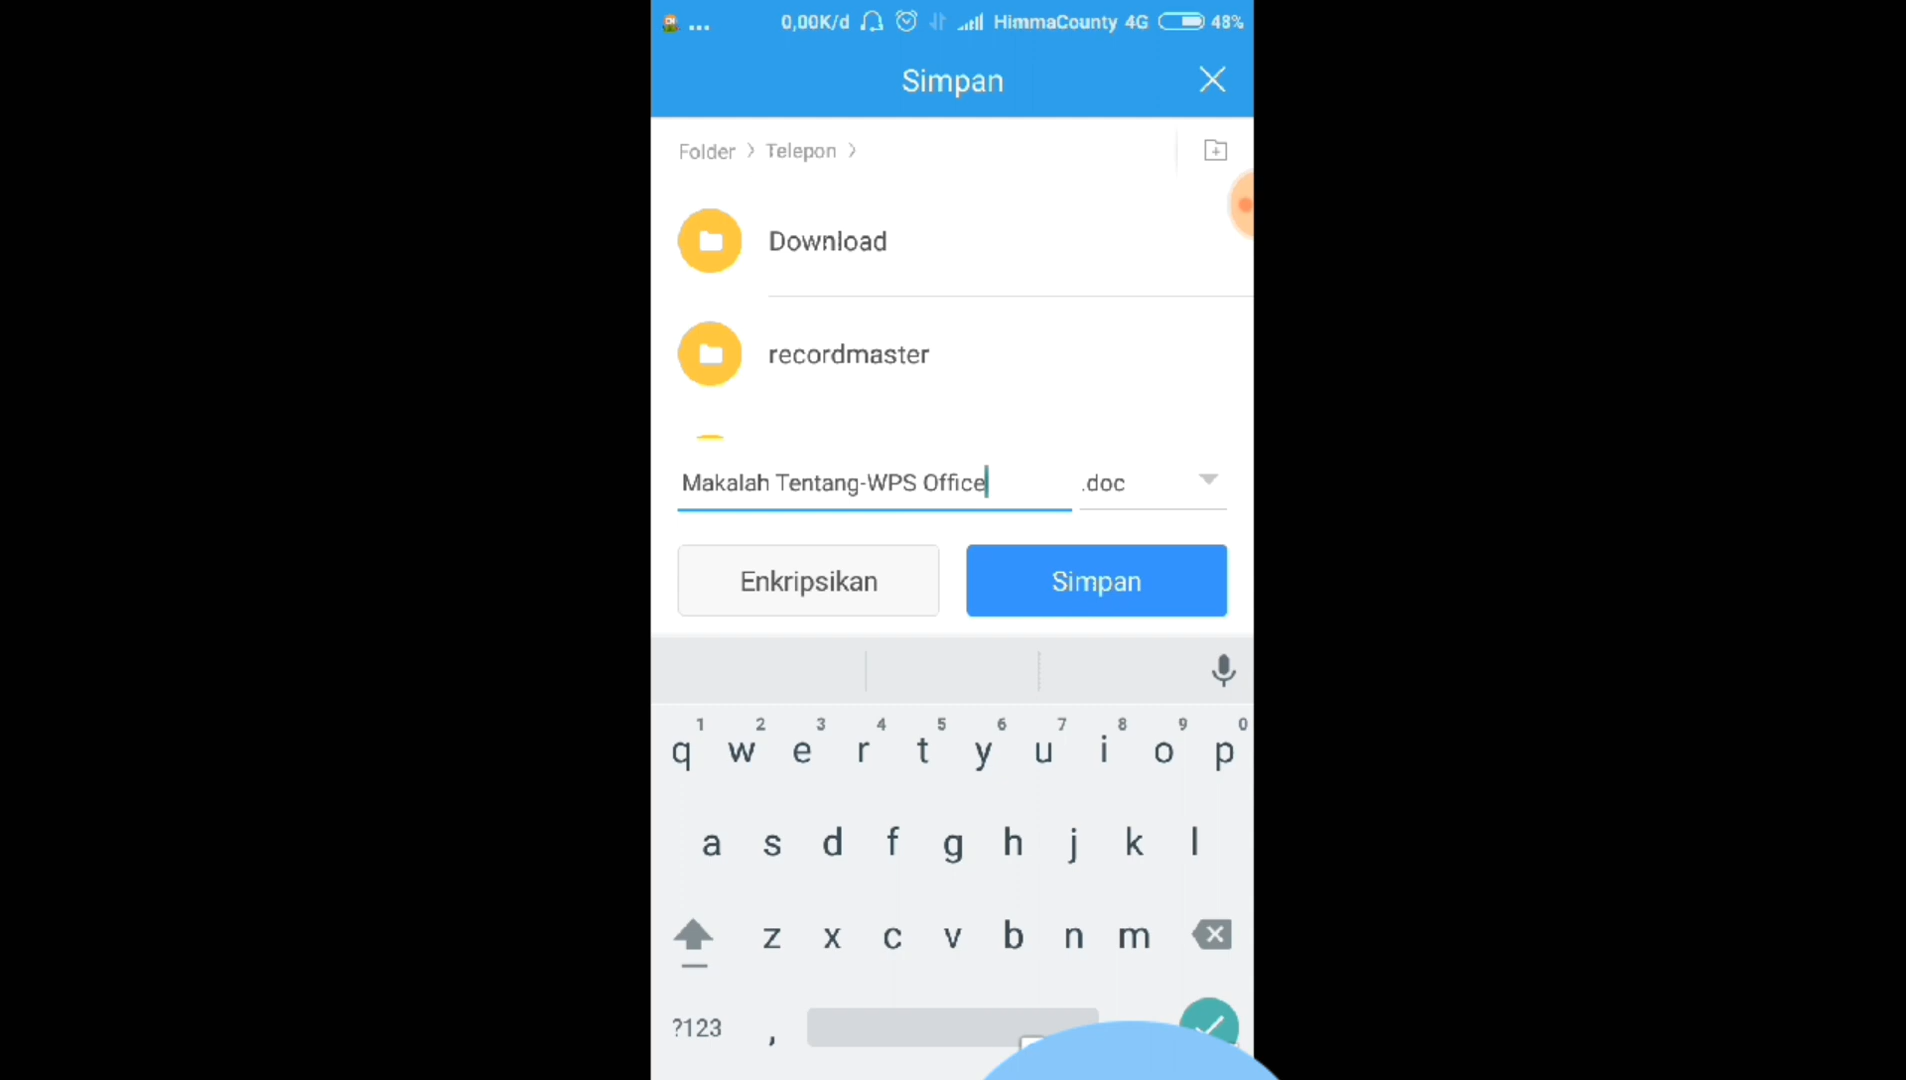 ... 0,00K/d HimmaCounty 4G 48%
Simpan
Folder > Telepon >
Download
recordmaster
Makalah Tentang-WPS Office .doc
Enkripsikan Simpan
1 2 3 4 5 6 7 8 9 0
q w e r t y u i o p
a s d f g h j k l
z x c v b n m
?123 ,